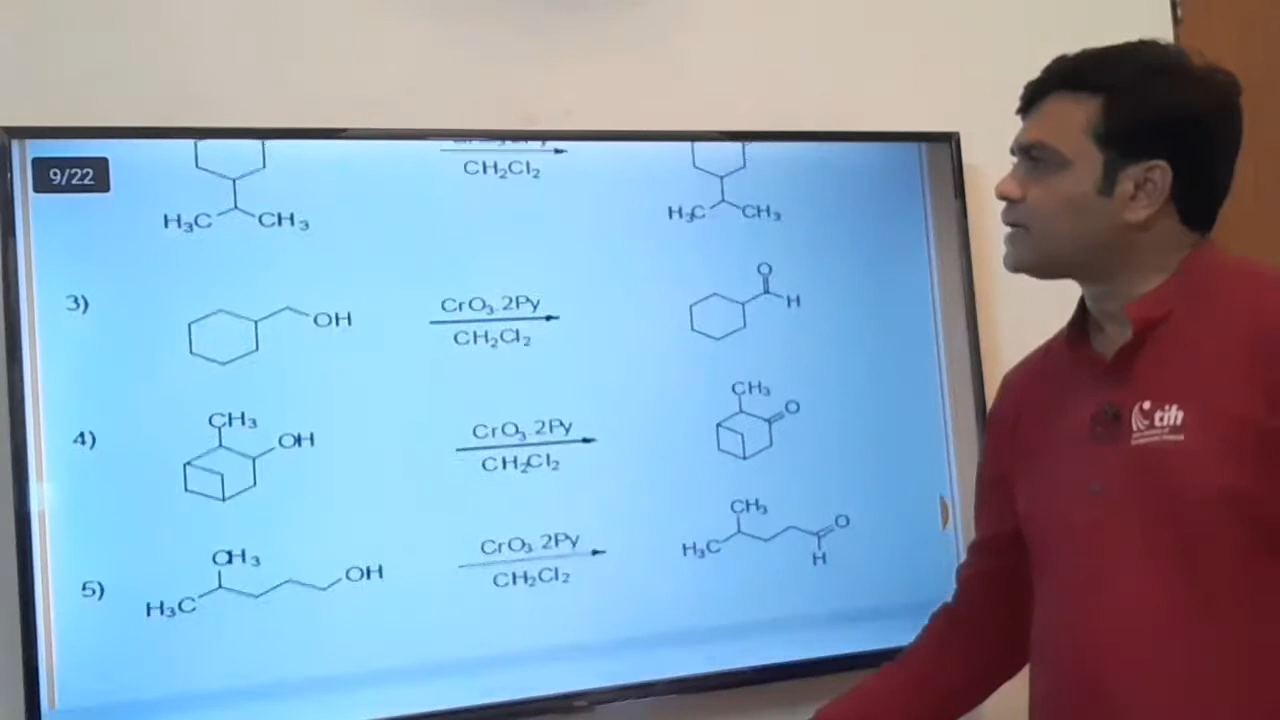 9/22
CH₂Cl₂
H₃C CH₃
H₃C CH₃
3)
OH
CrO₃.2Py
CH₂Cl₂
O
H
4)
CH₃
OH
CrO₃.2Py
CH₂Cl₂
CH₃
O
5)
CH₃
H₃C
OH
CrO₃.2Py
CH₂Cl₂
CH₃
H₃C
O
H
tih